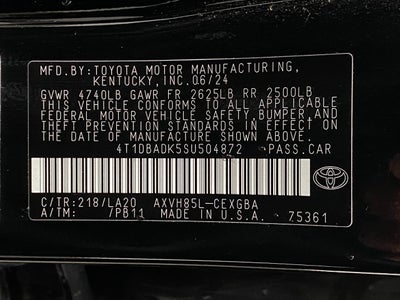 MFD.BY:TOYOTA MOTOR MANUFACTURING,
KENTUCKY,INC.06/24
GVWR 4740LB GAWR FR 2625LB RR 2500LB
THIS VEHICLE CONFORMS TO ALL APPLICABLE
FEDERAL MOTOR VEHICLE SAFETY,BUMPER,AND
THEFT PREVENTION STANDARDS IN EFFECT ON
THE DATE OF MANUFACTURE SHOWN ABOVE.
4T1DBADK5SU504872 PASS.CAR
C/TR:218/LA20 AXVH85L-CEXGBA
A/TM: /PB11 MADE IN U.S.A. 75361